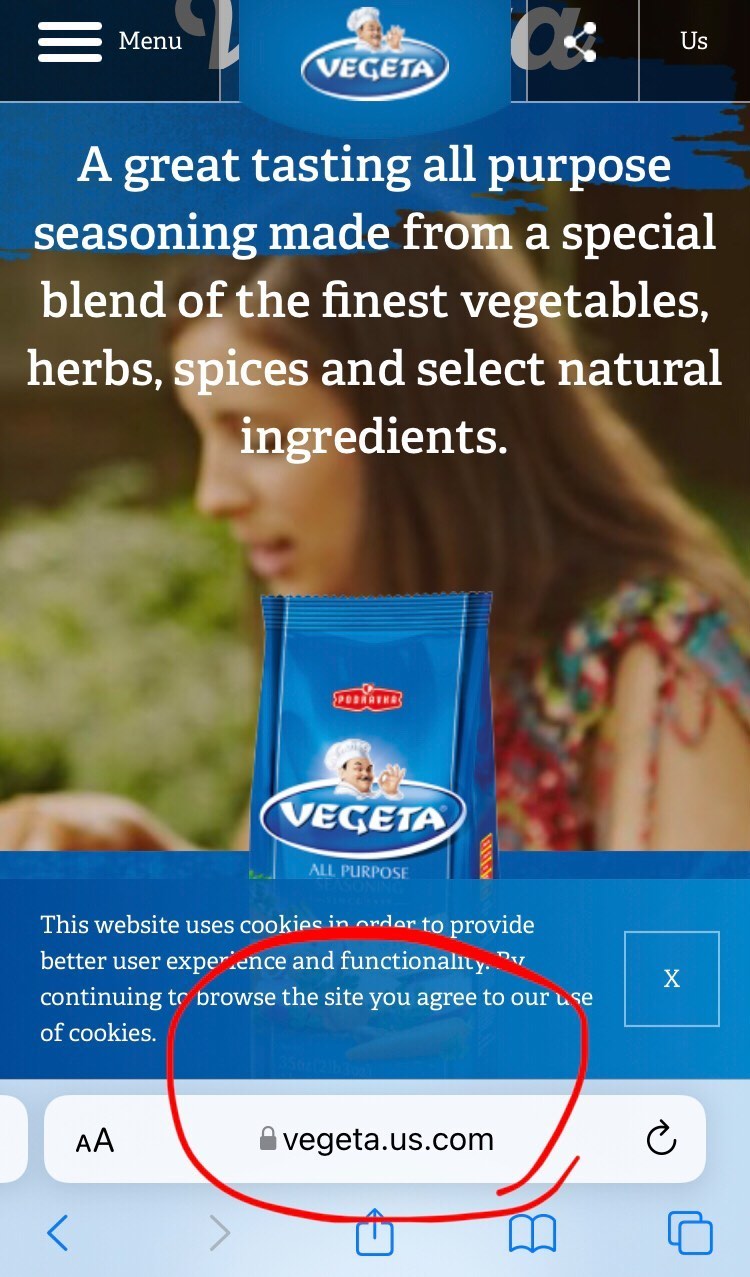 Menu
VEGETA
Us
A great tasting all purpose
seasoning made from a special
blend of the finest vegetables,
herbs, spices and select natural
ingredients.
PODRAVKA
VEGETA
ALL PURPOSE
SEASONING
This website uses cookies in order to provide
better user experience and functionality. By
continuing to browse the site you agree to our use
of cookies.
X
AA
vegeta.us.com